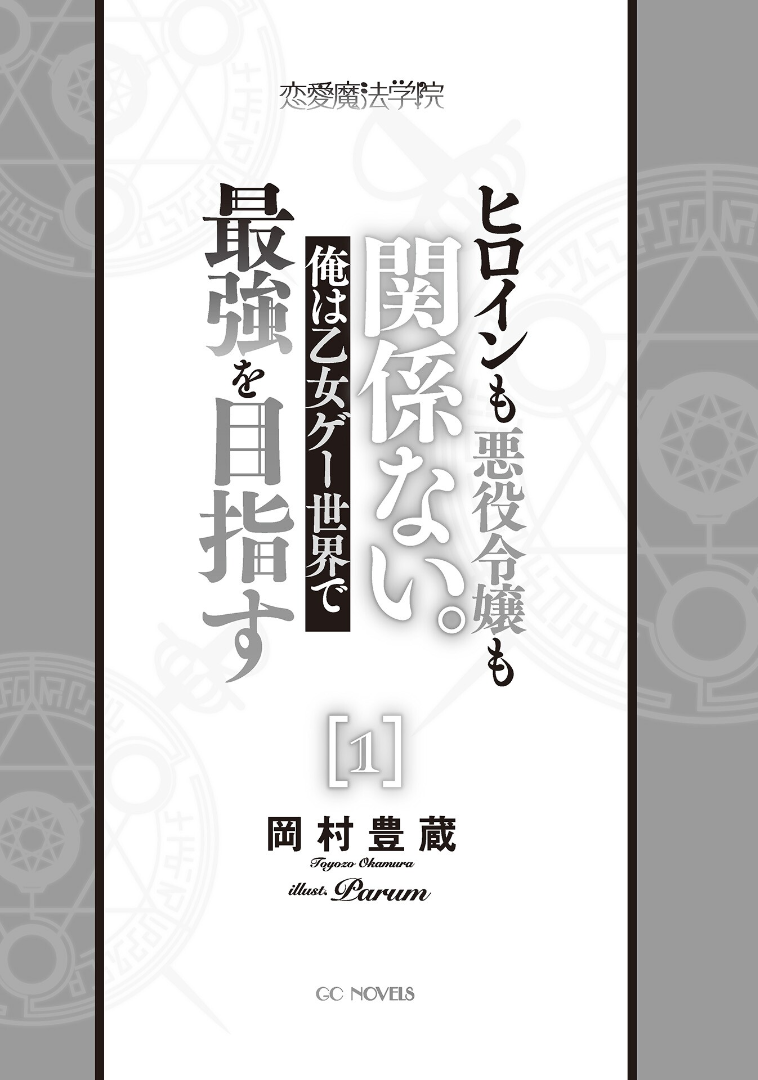 恋愛魔法学院
ヒロインも悪役令嬢も
関係ない。
俺は乙女ゲー世界で
最強を目指す
[1]
岡村豊蔵
Toyozo Okamura
illust. Parum
GC NOVELS